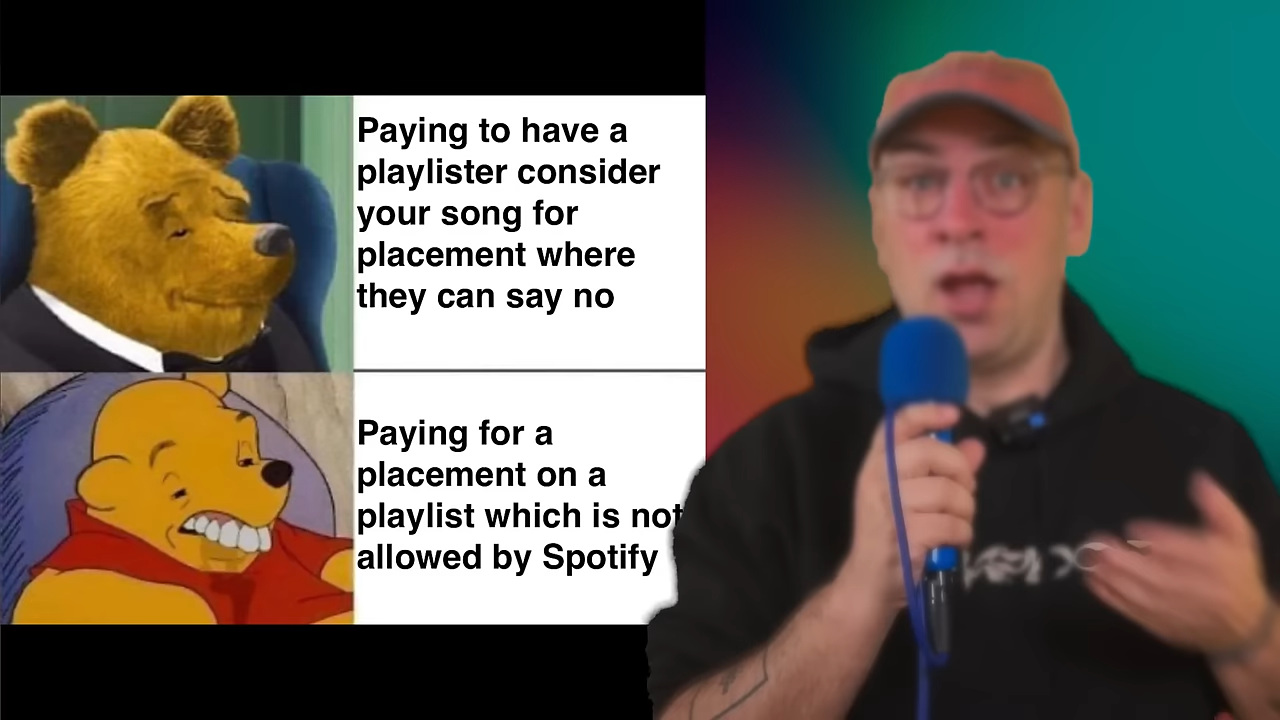 Paying to have a
playlister consider
your song for
placement where
they can say no
Paying for a
placement on a
playlist which is not
allowed by Spotify